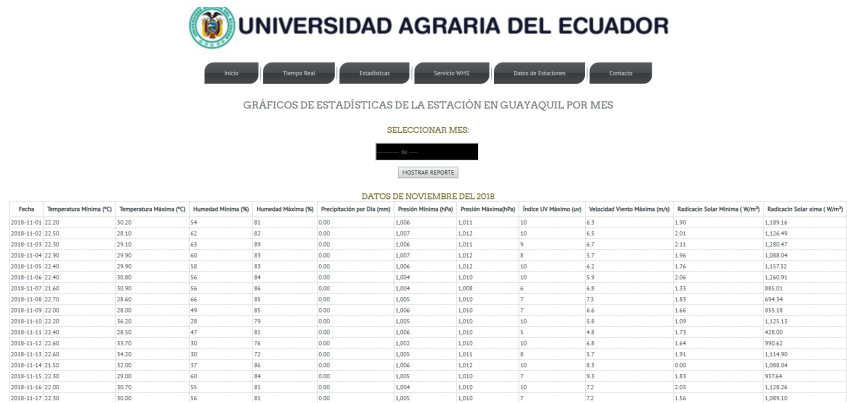 UNIVERSIDAD AGRARIA DEL ECUADOR
Inicio Tiempo Real Estadísticas Servicio WMS Datos de Estaciones Contacto
GRÁFICOS DE ESTADÍSTICAS DE LA ESTACIÓN EN GUAYAQUIL POR MES
SELECCIONAR MES:
---------- de -----
MOSTRAR REPORTE
DATOS DE NOVIEMBRE DEL 2018
Fecha Temperatura Mínima (ºC) Temperatura Máxima (ºC) Humedad Mínima (%) Humedad Máxima (%) Precipitación por Día (mm) Presión Mínima (hPa) Presión Máxima(hPa) Índice UV Máximo (uv) Velocidad Viento Máxima (m/s) Radicacin Solar Mínima ( W/m²) Radicacin Solar xima ( W/m²)
2018-11-01 22.20 30.20 54 81 0.00 1,006 1,011 10 6.3 1.90 1,189.16
2018-11-02 22.50 28.10 62 82 0.00 1,007 1,012 10 6.5 2.01 1,126.49
2018-11-03 22.30 29.10 63 89 0.00 1,006 1,011 9 6.7 2.11 1,280.47
2018-11-04 22.90 29.90 60 83 0.00 1,007 1,012 8 5.7 1.96 1,088.04
2018-11-05 22.40 29.90 58 83 0.00 1,006 1,012 10 6.2 1.76 1,157.32
2018-11-06 22.40 30.80 56 84 0.00 1,004 1,010 10 5.9 2.06 1,260.91
2018-11-07 21.60 30.90 56 86 0.00 1,004 1,008 6 6.8 1.33 885.01
2018-11-08 22.70 28.60 66 85 0.00 1,005 1,010 7 7.3 1.83 694.34
2018-11-09 22.00 28.00 49 85 0.00 1,006 1,010 7 6.6 1.66 855.18
2018-11-10 22.20 36.20 28 79 0.00 1,005 1,010 10 5.8 1.09 1,125.13
2018-11-11 22.40 28.50 47 81 0.00 1,006 1,010 5 4.8 1.73 428.00
2018-11-12 22.60 33.70 30 76 0.00 1,002 1,010 10 6.8 1.64 990.62
2018-11-13 22.60 34.20 30 72 0.00 1,005 1,011 8 5.7 1.91 1,114.90
2018-11-14 21.50 32.00 37 86 0.00 1,006 1,012 10 8.3 0.00 1,088.04
2018-11-15 22.30 29.00 60 84 0.00 1,005 1,010 7 9.3 1.83 937.64
2018-11-16 22.00 30.70 55 81 0.00 1,004 1,010 10 7.2 2.03 1,128.26
2018-11-17 22.30 30.00 56 81 0.00 1,005 1,010 7 7.2 1.56 1,089.10